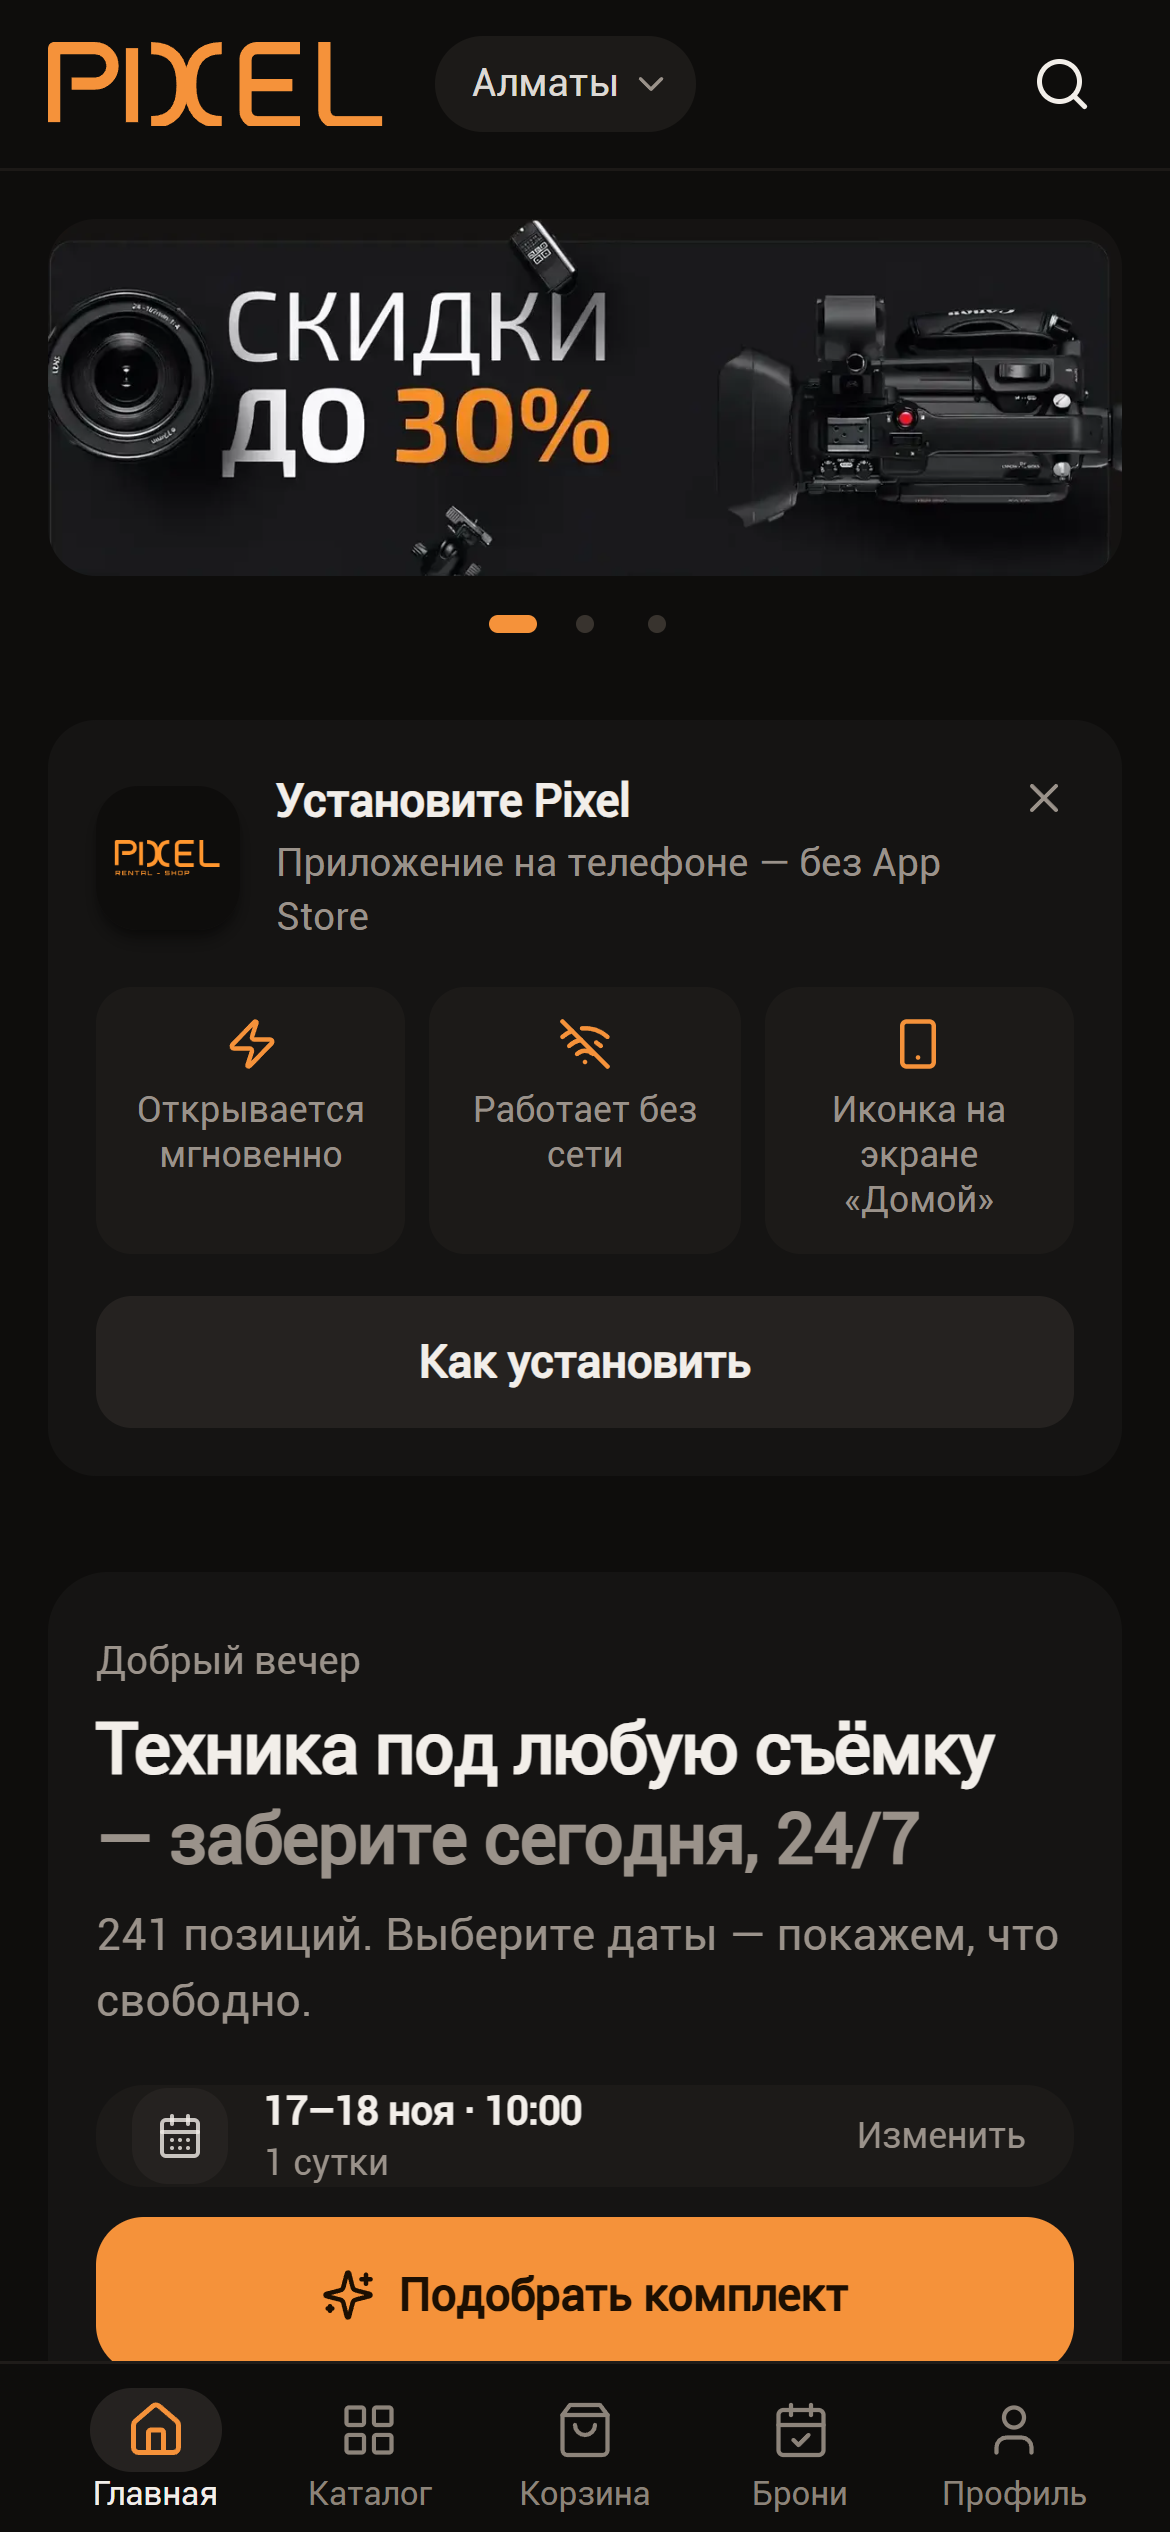 PIXEL
Алматы
СКИДКИ
ДО 30%
Canon
Установите Pixel
Приложение на телефоне — без App
Store
PIXEL
RENTAL - SHOP
Открывается
мгновенно
Работает без
сети
Иконка на
экране
«Домой»
Как установить
Добрый вечер
Техника под любую съёмку
— заберите сегодня, 24/7
241 позиций. Выберите даты — покажем, что
свободно.
17–18 ноя · 10:00
1 сутки
Изменить
Подобрать комплект
Главная
Каталог
Корзина
Брони
Профиль